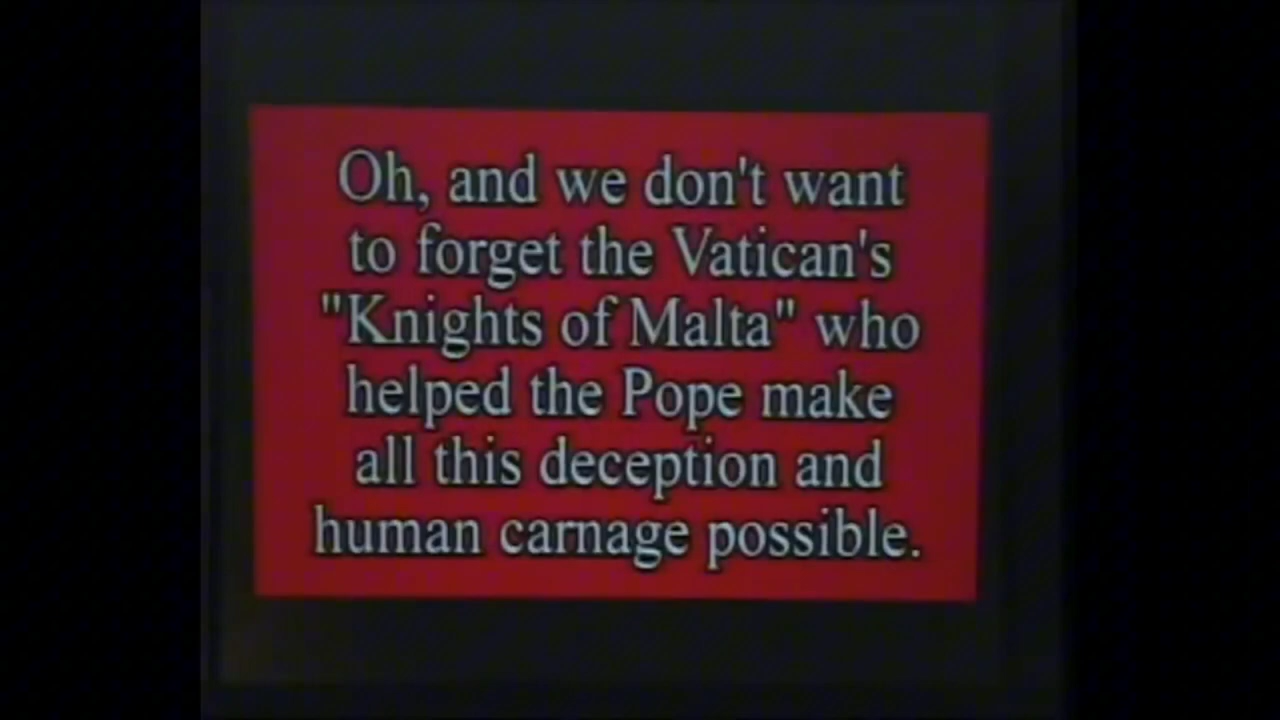 Oh, and we don't want
to forget the Vatican's
"Knights of Malta" who
helped the Pope make
all this deception and
human carnage possible.